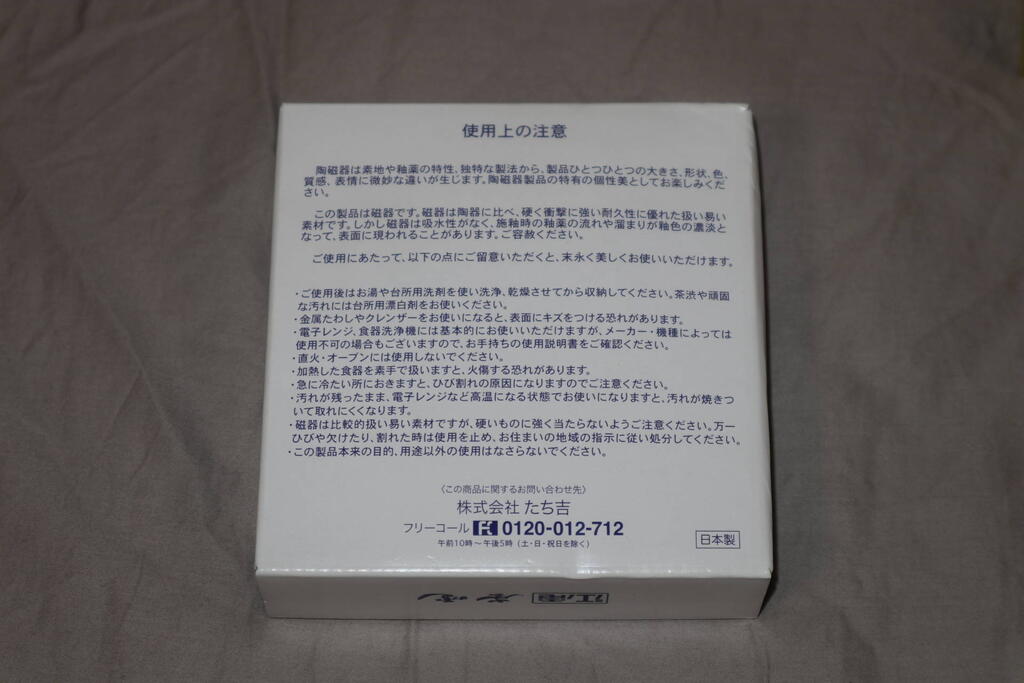 使用上の注意
陶磁器は素地や釉薬の特性、独特な製法から、製品ひとつひとつの大きさ、形状、色、
質感、表情に微妙な違いが生じます。陶磁器製品の特有の個性美としてお楽しみくだ
さい。
この製品は磁器です。磁器は陶器に比べ、硬く衝撃に強い耐久性に優れた扱い易い
素材です。しかし磁器は吸水性がなく、施釉時の釉薬の流れや溜まりが釉色の濃淡と
なって、表面に現われることがあります。ご容赦ください。
ご使用にあたって、以下の点にご留意いただくと、末永く美しくお使いいただけます。
・ご使用後はお湯や台所用洗剤を使い洗浄、乾燥させてから収納してください。茶渋や頑固
な汚れには台所用漂白剤をお使いください。
・金属たわしやクレンザーをお使いになると、表面にキズをつける恐れがあります。
・電子レンジ、食器洗浄機には基本的にお使いいただけますが、メーカー・機種によっては
使用不可の場合もございますので、お手持ちの使用説明書をご確認ください。
・直火・オーブンには使用しないでください。
・加熱した食器を素手で扱いますと、火傷する恐れがあります。
・急に冷たい所におきますと、ひび割れの原因になりますのでご注意ください。
・汚れが残ったまま、電子レンジなど高温になる状態でお使いになりますと、汚れが焼きつ
いて取れにくくなります。
・磁器は比較的扱い易い素材ですが、硬いものに強く当たらないようご注意ください。万一
ひびや欠けたり、割れた時は使用を止め、お住まいの地域の指示に従い処分してください。
・この製品本来の目的、用途以外の使用はなさらないでください。
〈この商品に関するお問い合わせ先〉
株式会社 たち吉
フリーコール 0120-012-712
午前10時〜午後5時（土・日・祝日を除く）
日本製